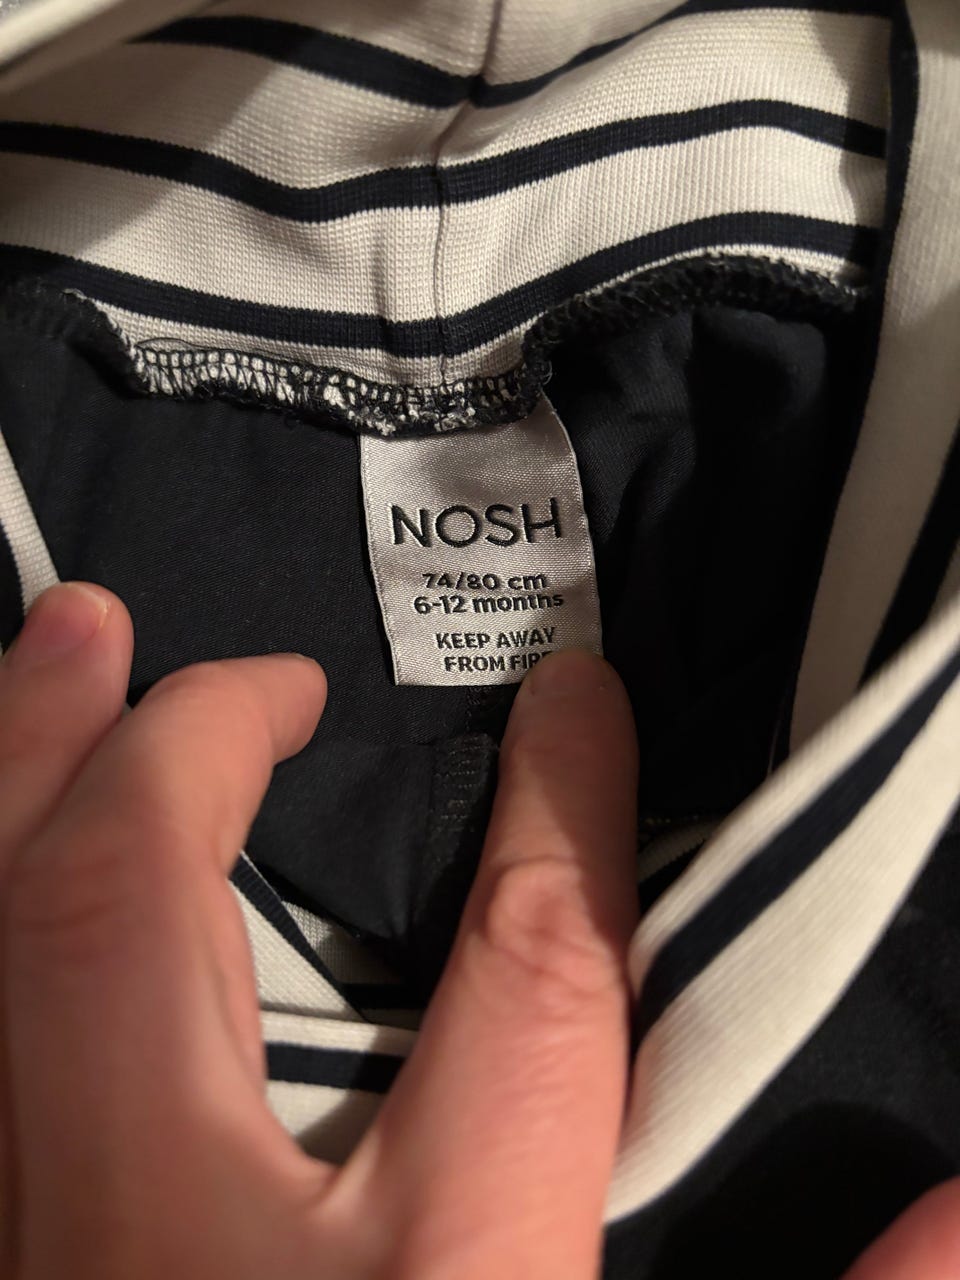 NOSH
74/80 cm
6-12 months
KEEP AWAY
FROM FIRE